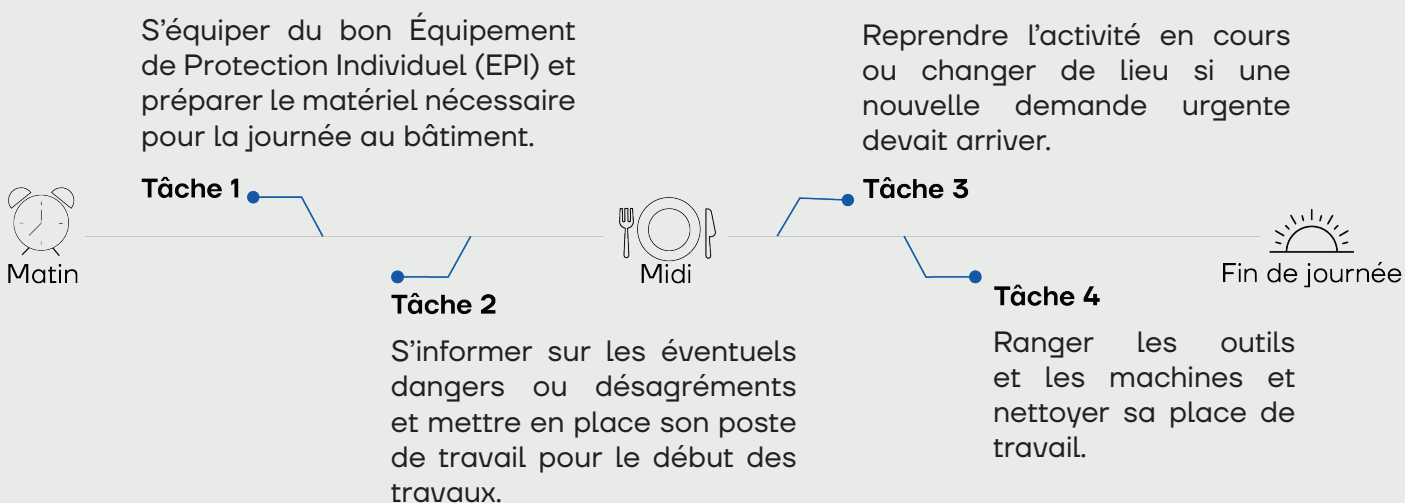 S’équiper du bon Équipement
de Protection Individuel (EPI) et
préparer le matériel nécessaire
pour la journée au bâtiment.
Tâche 1
Reprendre l’activité en cours
ou changer de lieu si une
nouvelle demande urgente
devait arriver.
Tâche 3
Matin
Midi
Fin de journée
Tâche 2
S’informer sur les éventuels
dangers ou désagréments
et mettre en place son poste
de travail pour le début des
travaux.
Tâche 4
Ranger les outils
et les machines et
nettoyer sa place de
travail.